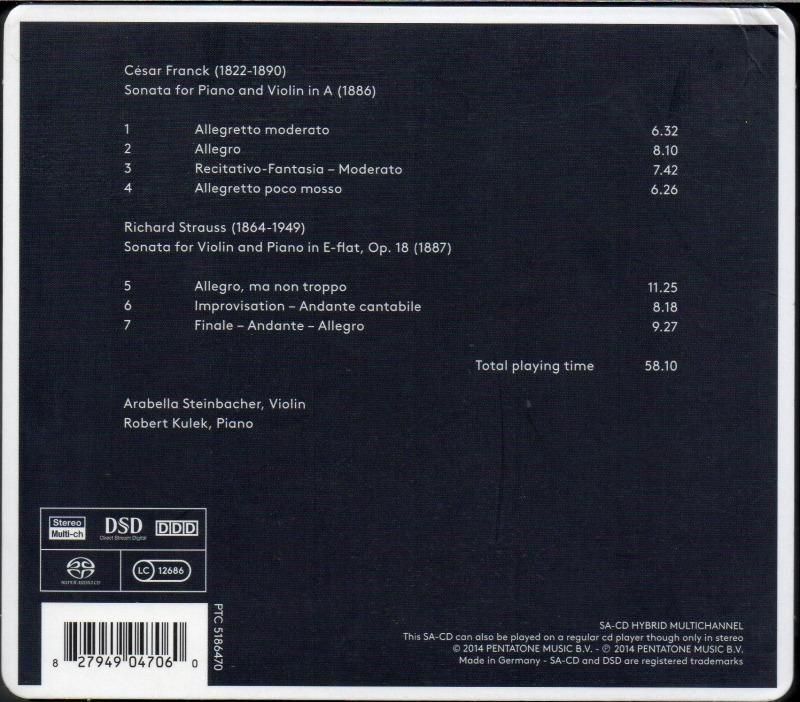 César Franck (1822-1890)
Sonata for Piano and Violin in A (1886)
1 Allegretto moderato 6.32
2 Allegro 8.10
3 Recitativo-Fantasia – Moderato 7.42
4 Allegretto poco mosso 6.26
Richard Strauss (1864-1949)
Sonata for Violin and Piano in E-flat, Op. 18 (1887)
5 Allegro, ma non troppo 11.25
6 Improvisation – Andante cantabile 8.18
7 Finale – Andante – Allegro 9.27
Total playing time 58.10
Arabella Steinbacher, Violin
Robert Kulek, Piano
Stereo
Multi-ch
DSD
Direct Stream Digital
DDD
SUPER AUDIO CD
LC 12686
PTC 5186470
8 27949 04706 0
SA-CD HYBRID MULTICHANNEL
This SA-CD can also be played on a regular cd player though only in stereo
© 2014 PENTATONE MUSIC B.V. - ℗ 2014 PENTATONE MUSIC B.V.
Made in Germany - SA-CD and DSD are registered trademarks